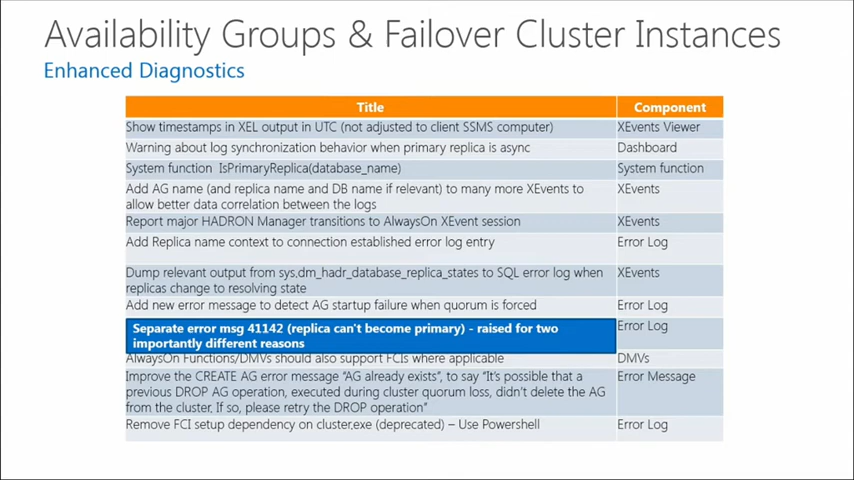 Availability Groups & Failover Cluster Instances
Enhanced Diagnostics
Title Component
Show timestamps in XEL output in UTC (not adjusted to client SSMS computer) XEvents Viewer
Warning about log synchronization behavior when primary replica is async Dashboard
System function IsPrimaryReplica(database_name) System function
Add AG name (and replica name and DB name if relevant) to many more XEvents to XEvents
allow better data correlation between the logs
Report major HADRON Manager transitions to AlwaysOn XEvent session XEvents
Add Replica name context to connection established error log entry Error Log
Dump relevant output from sys.dm_hadr_database_replica_states to SQL error log when XEvents
replicas change to resolving state
Add new error message to detect AG startup failure when quorum is forced Error Log
Separate error msg 41142 (replica can't become primary) - raised for two Error Log
importantly different reasons
AlwaysOn Functions/DMVs should also support FCIs where applicable DMVs
Improve the CREATE AG error message "AG already exists", to say "It's possible that a Error Message
previous DROP AG operation, executed during cluster quorum loss, didn't delete the AG
from the cluster. If so, please retry the DROP operation"
Remove FCI setup dependency on cluster.exe (deprecated) – Use Powershell Error Log